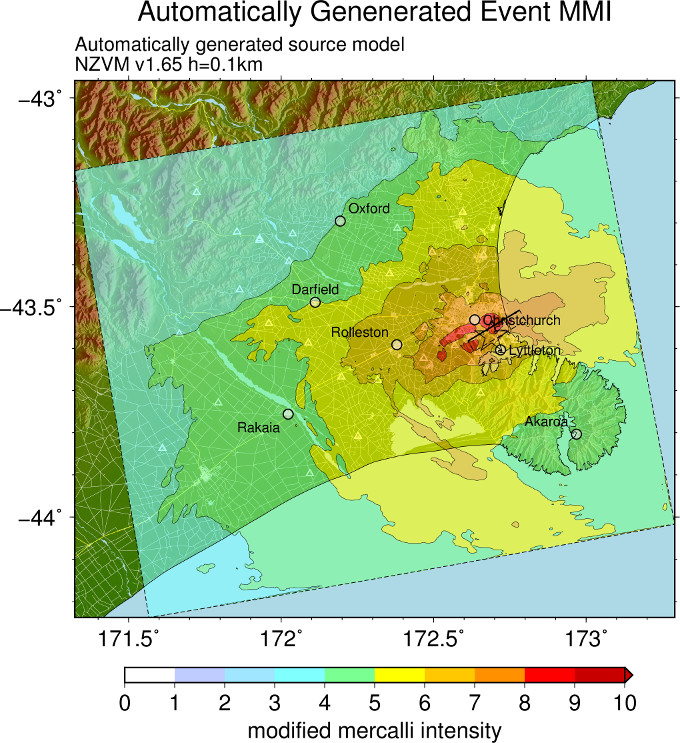 Automatically Genenerated Event MMI
Automatically generated source model
NZVM v1.65 h=0.1km
−43˚
Oxford
Darfield
−43.5˚
Christchurch
Rolleston
Lyttleton
Rakaia
Akaroa
−44˚
171.5˚ 172˚ 172.5˚ 173˚
0 1 2 3 4 5 6 7 8 9 10
modified mercalli intensity